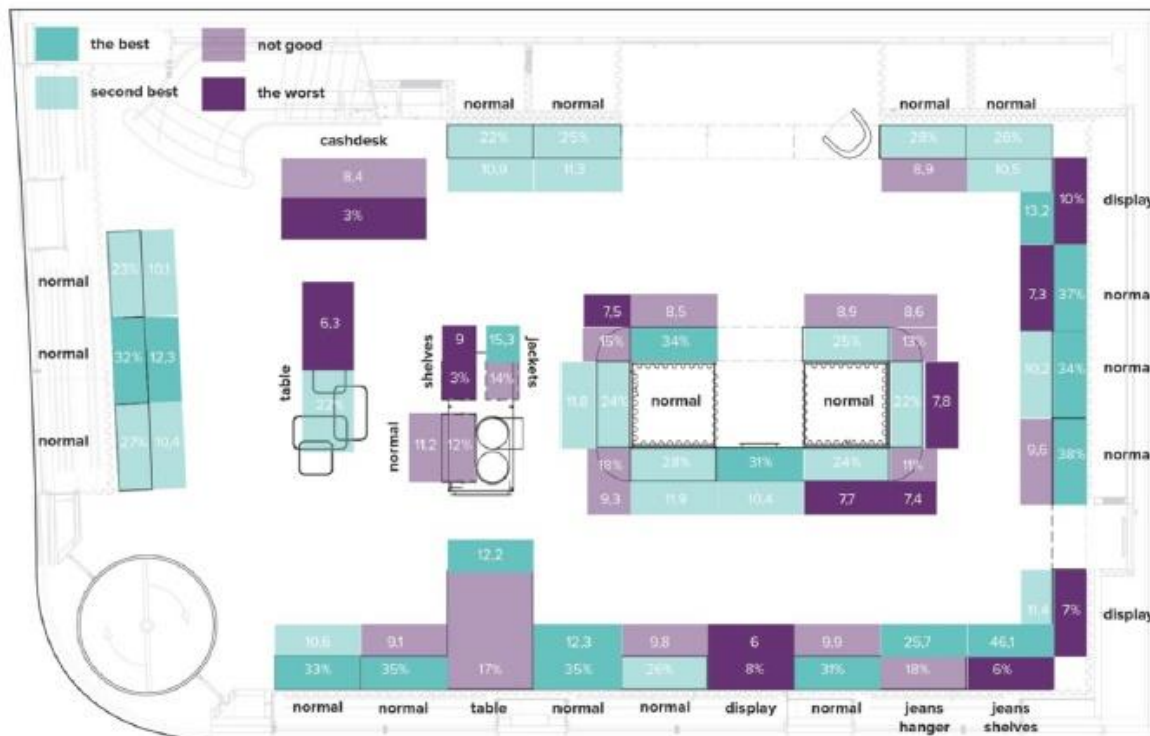 the best not good
second best the worst
normal normal normal normal
cashdesk
22% 25% 28% 26%
8,4 10,9 11,3 8,9 10,5 10% display
3% 13,2
23% 10,1 normal
7,3 37% normal
6,3 7,5 8,5 8,9 8,6
shelves 9 15,3 jackets 15% 34% 25% 13%
normal 32% 12,3 10,2 34% normal
table 22% 3% 14%
11,8 24% normal normal 22% 7,8
normal 27% 10,4 normal 11,2 12% 9,6 38% normal
18% 28% 31% 24% 11%
9,3 11,9 10,4 7,7 7,4
12,2
11,4 7% display
10,6 9,1 12,3 9,8 6 9,9 25,7 46,1
33% 35% 17% 35% 26% 8% 31% 18% 6%
normal normal table normal normal display normal jeans jeans
hanger shelves